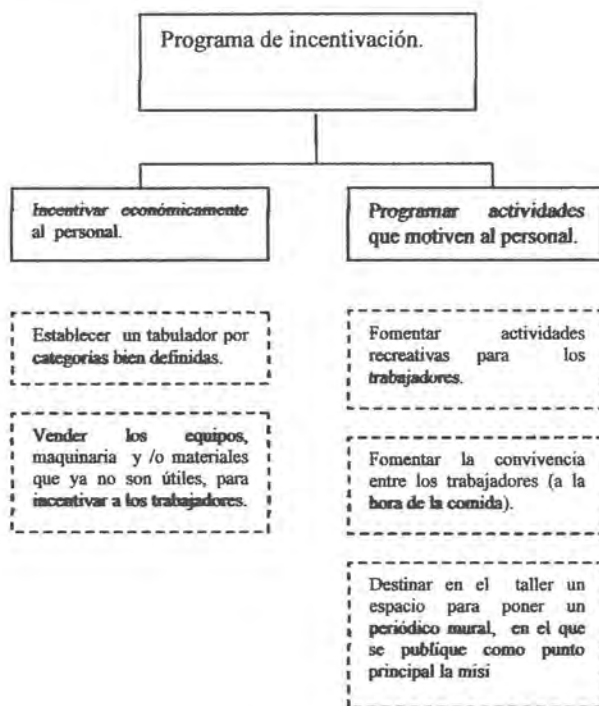 Programa de incentivación.
Incentivar económicamente
al personal.
Programar actividades
que motiven al personal.
Establecer un tabulador por
categorías bien definidas.
Vender los equipos,
maquinaria y /o materiales
que ya no son útiles, para
incentivar a los trabajadores.
Fomentar actividades
recreativas para los
trabajadores.
Fomentar la convivencia
entre los trabajadores (a la
hora de la comida).
Destinar en el taller un
espacio para poner un
periódico mural, en el que
se publique como punto
principal la misi